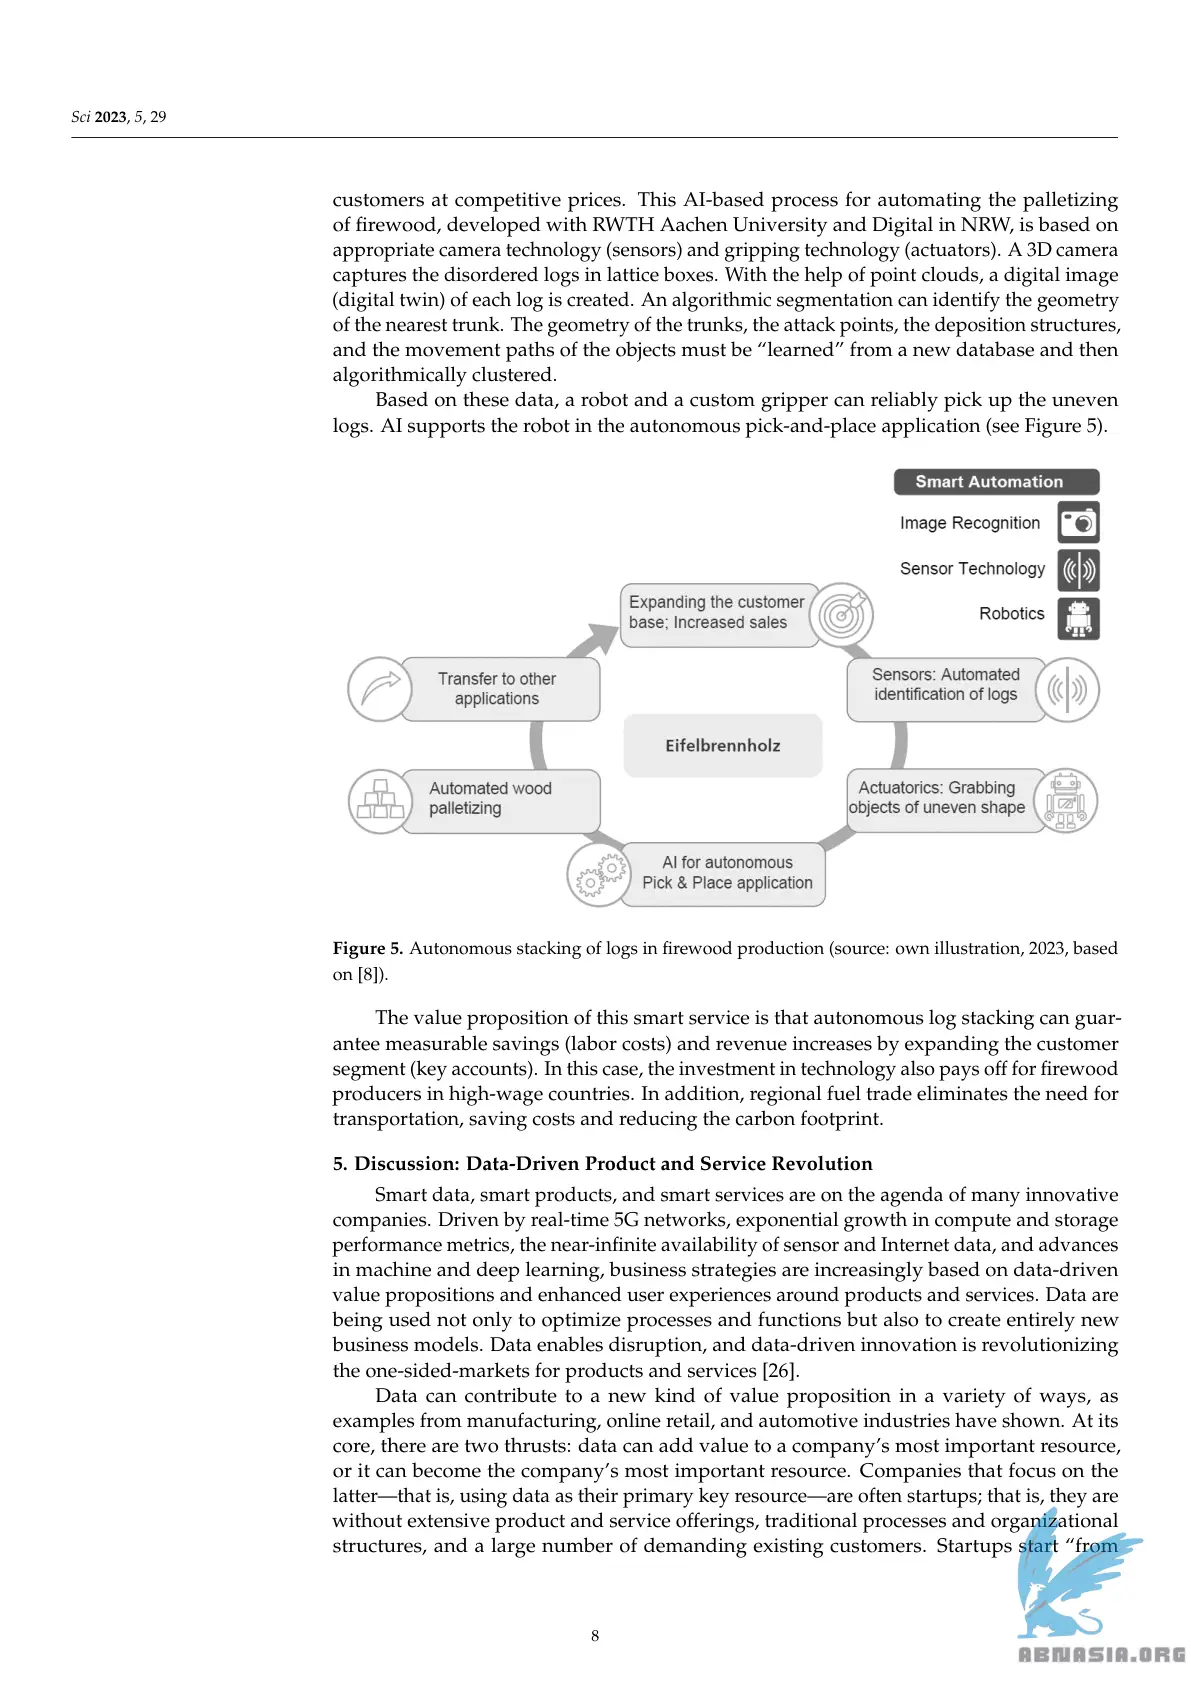 Sci 2023, 5, 29
customers at competitive prices. This AI-based process for automating the palletizing
of firewood, developed with RWTH Aachen University and Digital in NRW, is based on
appropriate camera technology (sensors) and gripping technology (actuators). A 3D camera
captures the disordered logs in lattice boxes. With the help of point clouds, a digital image
(digital twin) of each log is created. An algorithmic segmentation can identify the geometry
of the nearest trunk. The geometry of the trunks, the attack points, the deposition structures,
and the movement paths of the objects must be “learned” from a new database and then
algorithmically clustered.
Based on these data, a robot and a custom gripper can reliably pick up the uneven
logs. AI supports the robot in the autonomous pick-and-place application (see Figure 5).
Smart Automation
Image Recognition
Sensor Technology
Robotics
Expanding the customer
base; Increased sales
Sensors: Automated
identification of logs
Actuatorics: Grabbing
objects of uneven shape
AI for autonomous
Pick & Place application
Automated wood
palletizing
Transfer to other
applications
Eifelbrennholz
Figure 5. Autonomous stacking of logs in firewood production (source: own illustration, 2023, based
on [8]).
The value proposition of this smart service is that autonomous log stacking can guar-
antee measurable savings (labor costs) and revenue increases by expanding the customer
segment (key accounts). In this case, the investment in technology also pays off for firewood
producers in high-wage countries. In addition, regional fuel trade eliminates the need for
transportation, saving costs and reducing the carbon footprint.
5. Discussion: Data-Driven Product and Service Revolution
Smart data, smart products, and smart services are on the agenda of many innovative
companies. Driven by real-time 5G networks, exponential growth in compute and storage
performance metrics, the near-infinite availability of sensor and Internet data, and advances
in machine and deep learning, business strategies are increasingly based on data-driven
value propositions and enhanced user experiences around products and services. Data are
being used not only to optimize processes and functions but also to create entirely new
business models. Data enables disruption, and data-driven innovation is revolutionizing
the one-sided-markets for products and services [26].
Data can contribute to a new kind of value proposition in a variety of ways, as
examples from manufacturing, online retail, and automotive industries have shown. At its
core, there are two thrusts: data can add value to a company’s most important resource,
or it can become the company’s most important resource. Companies that focus on the
latter—that is, using data as their primary key resource—are often startups; that is, they are
without extensive product and service offerings, traditional processes and organizational
structures, and a large number of demanding existing customers. Startups start “from
8
ABNASIA.ORG